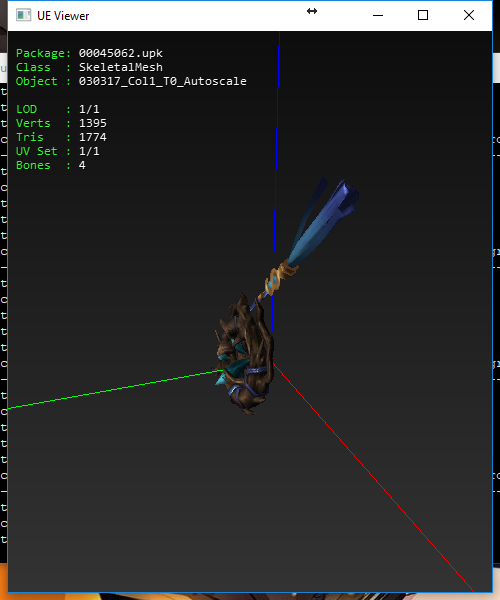 UE Viewer
Package: 00045062.upk
Class  : SkeletalMesh
Object : 030317_Col1_T0_Autoscale
LOD    : 1/1
Verts  : 1395
Tris   : 1774
UV Set : 1/1
Bones  : 4